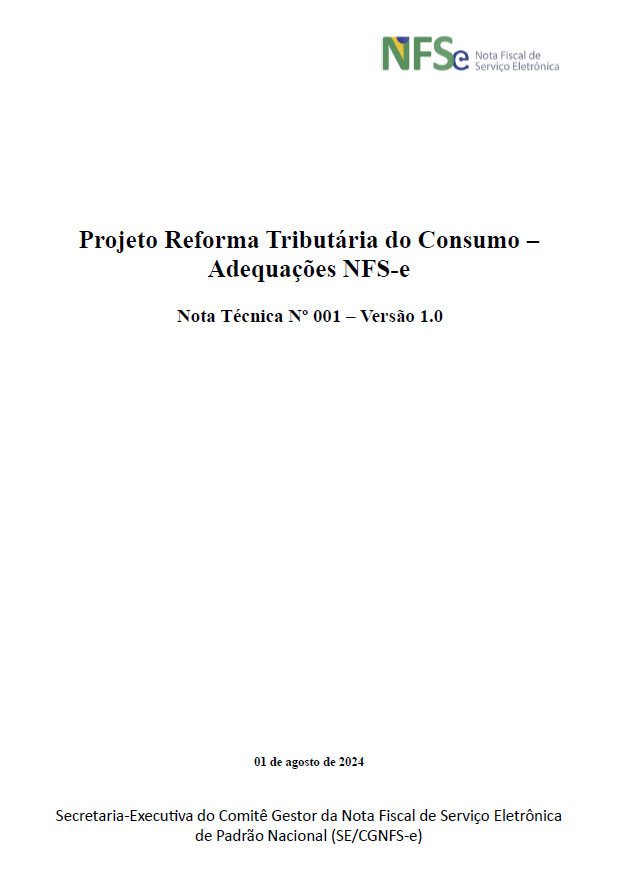 NFSe Nota Fiscal de
Serviço Eletrônica
Projeto Reforma Tributária do Consumo –
Adequações NFS-e
Nota Técnica Nº 001 – Versão 1.0
01 de agosto de 2024
Secretaria-Executiva do Comitê Gestor da Nota Fiscal de Serviço Eletrônica
de Padrão Nacional (SE/CGNFS-e)